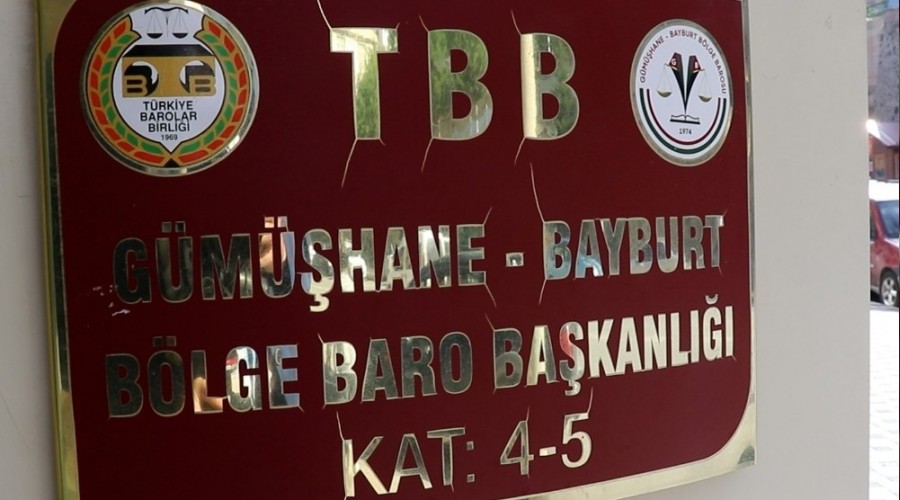 TBB
TBB
TÜRKİYE
BAROLAR
BİRLİĞİ
1969
GÜMÜŞHANE - BAYBURT BÖLGE BAROSU
1974
GÜMÜŞHANE - BAYBURT
BÖLGE BARO BAŞKANLIĞI
KAT: 4-5